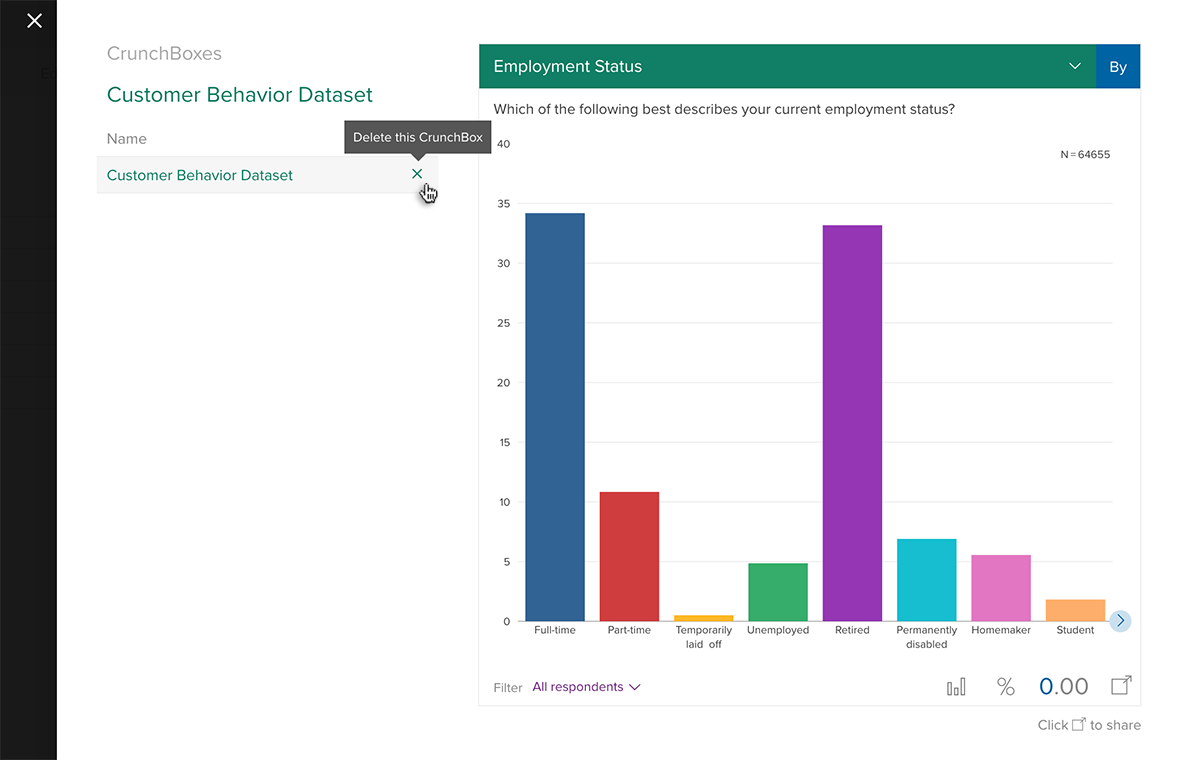 CrunchBoxes
Customer Behavior Dataset
Name
Delete this CrunchBox
Customer Behavior Dataset
Employment Status
By
Which of the following best describes your current employment status?
N = 64655
40
35
30
25
20
15
10
5
0
Full-time
Part-time
Temporarily
laid off
Unemployed
Retired
Permanently
disabled
Homemaker
Student
Filter All respondents
% 0.00
Click to share